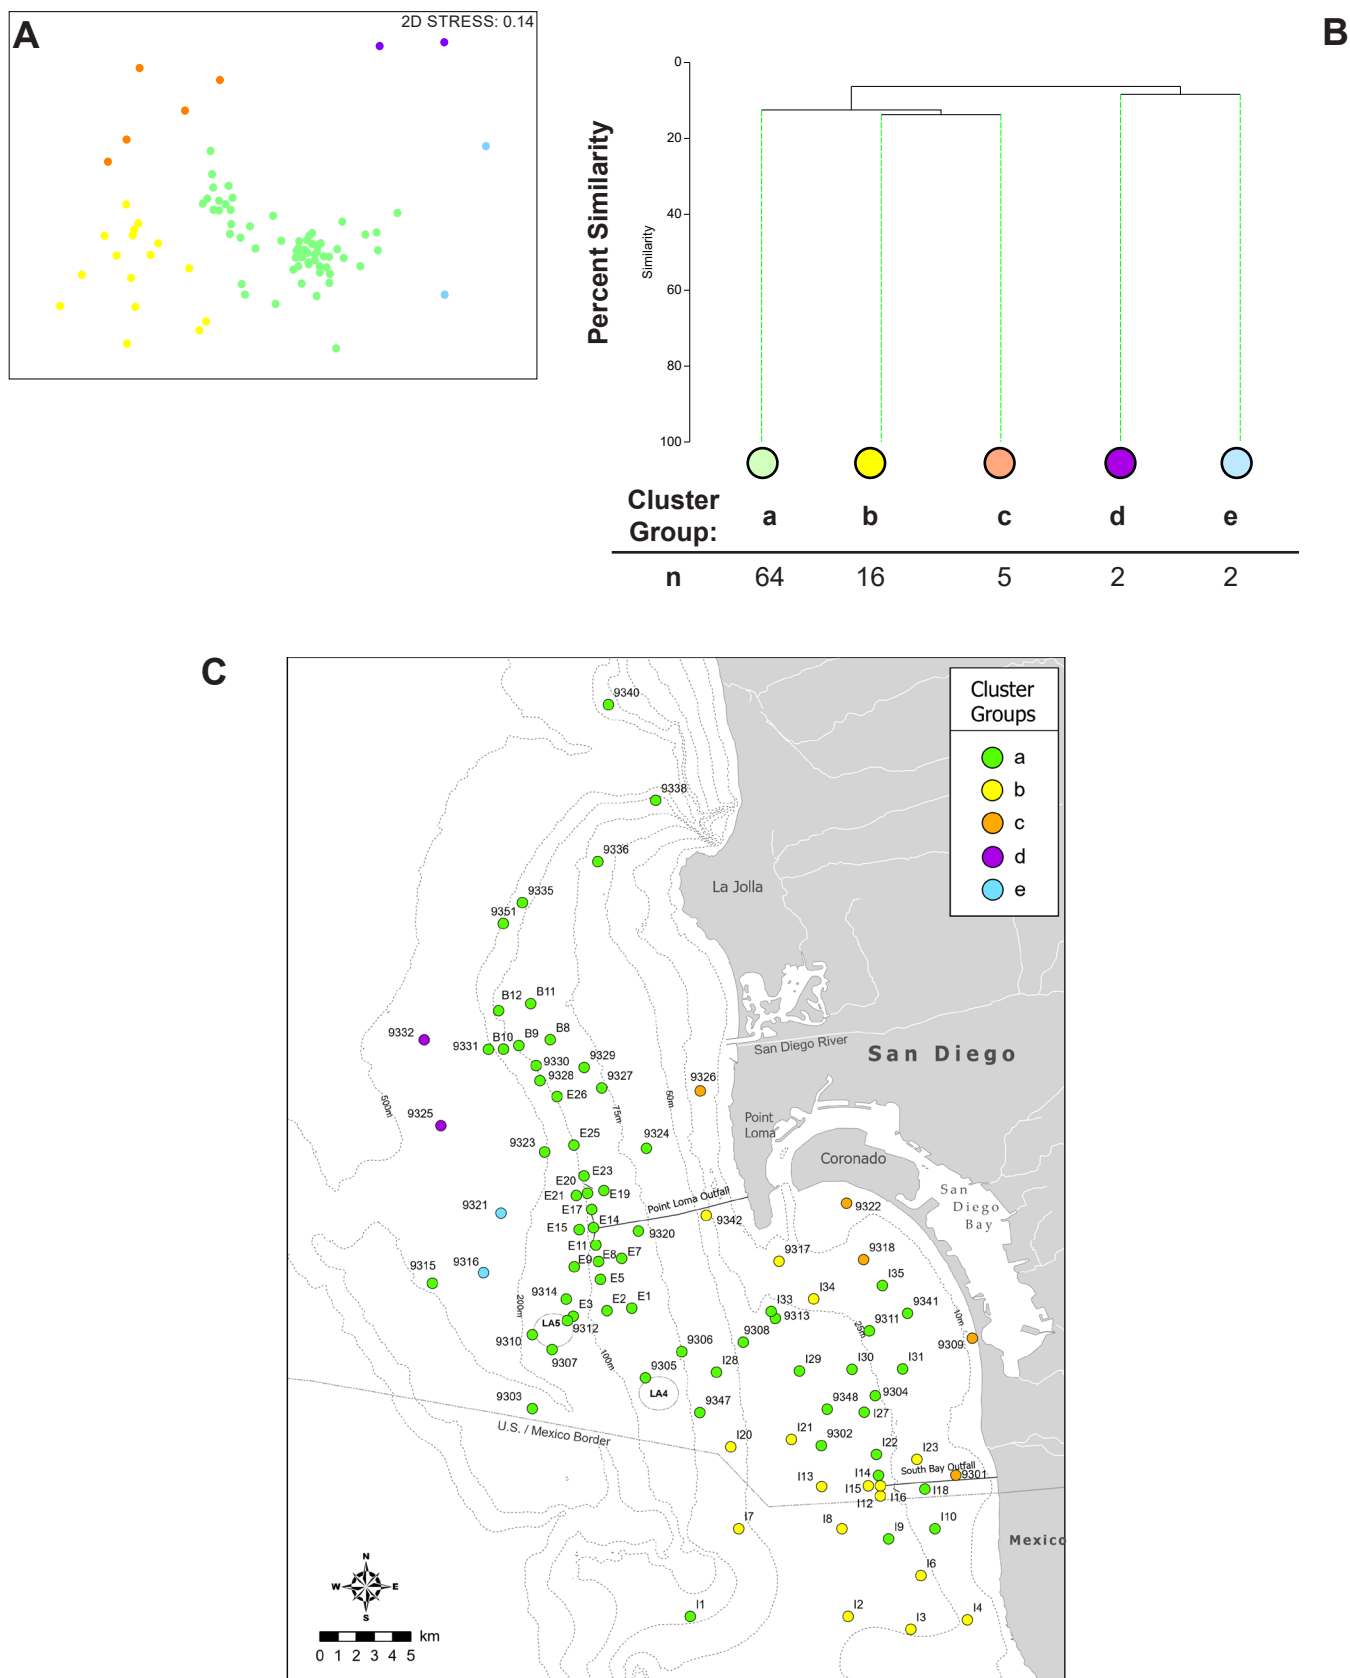 A
2D STRESS: 0.14
B
0
20
40
60
80
100
Percent Similarity
Similarity
Cluster
Group:
a b c d e
n 64 16 5 2 2
C
Cluster
Groups
a
b
c
d
e
9340
9338
9336
La Jolla
9335
9351
B12
B11
9332
9331
B10
B9
B8
San Diego River
San Diego
9330
9329
9328
9327
9326
E26
500m
75m
60m
9325
Point
Loma
9323
E25
9324
Coronado
E23
E20
E21
E19
San
Diego
Bay
Point Loma Outfall
9321
E17
E14
9342
9322
E15
9320
E11
E8
E7
E9
9317
9318
9315
9316
E5
I35
9314
I34
200m
E3
E2
E1
I33
9313
9341
10m
LA5
9312
9311
25m
9310
9308
9309
9307
100m
9306
9305
I28
I29
I30
I31
LA4
9303
9347
9348
9304
I27
U.S. / Mexico Border
I20
I21
9302
I22
I23
South Bay Outfall
I13
I14
9301
I15
I18
I12
I16
I7
I8
I9
I10
Mexico
I6
N
W E
S
I1
I2
I3
I4
km
0 1 2 3 4 5